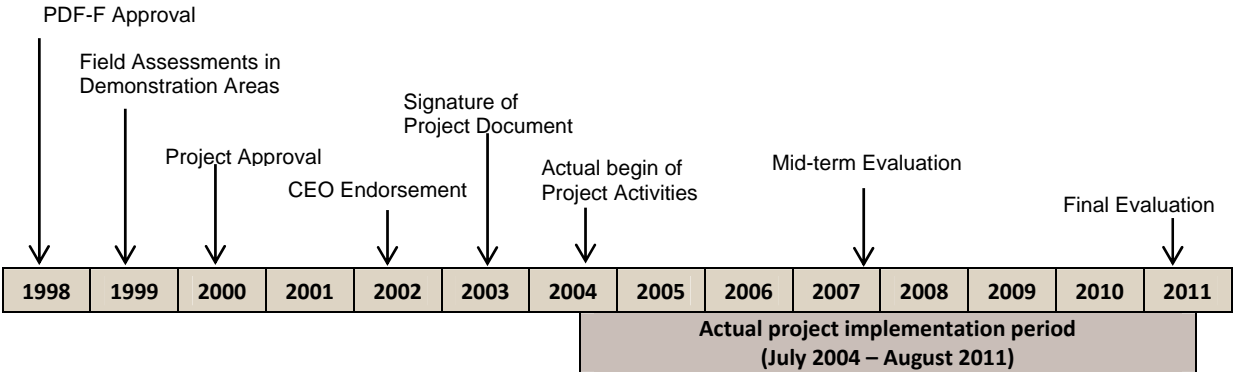 PDF-F Approval
Field Assessments in
Demonstration Areas
Signature of
Project Document
Project Approval
CEO Endorsement
Actual begin of
Project Activities
Mid-term Evaluation
Final Evaluation
1998 1999 2000 2001 2002 2003 2004 2005 2006 2007 2008 2009 2010 2011
Actual project implementation period
(July 2004 – August 2011)